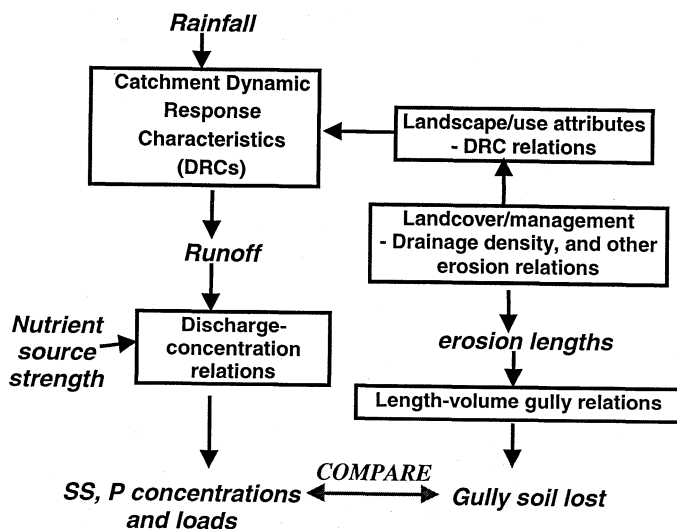 Rainfall
Catchment Dynamic
Response
Characteristics
(DRCs)
Landscape/use attributes
- DRC relations
Landcover/management
- Drainage density, and other
erosion relations
Runoff
Nutrient
source
strength
Discharge-
concentration
relations
erosion lengths
Length-volume gully relations
COMPARE
SS, P concentrations
and loads
Gully soil lost